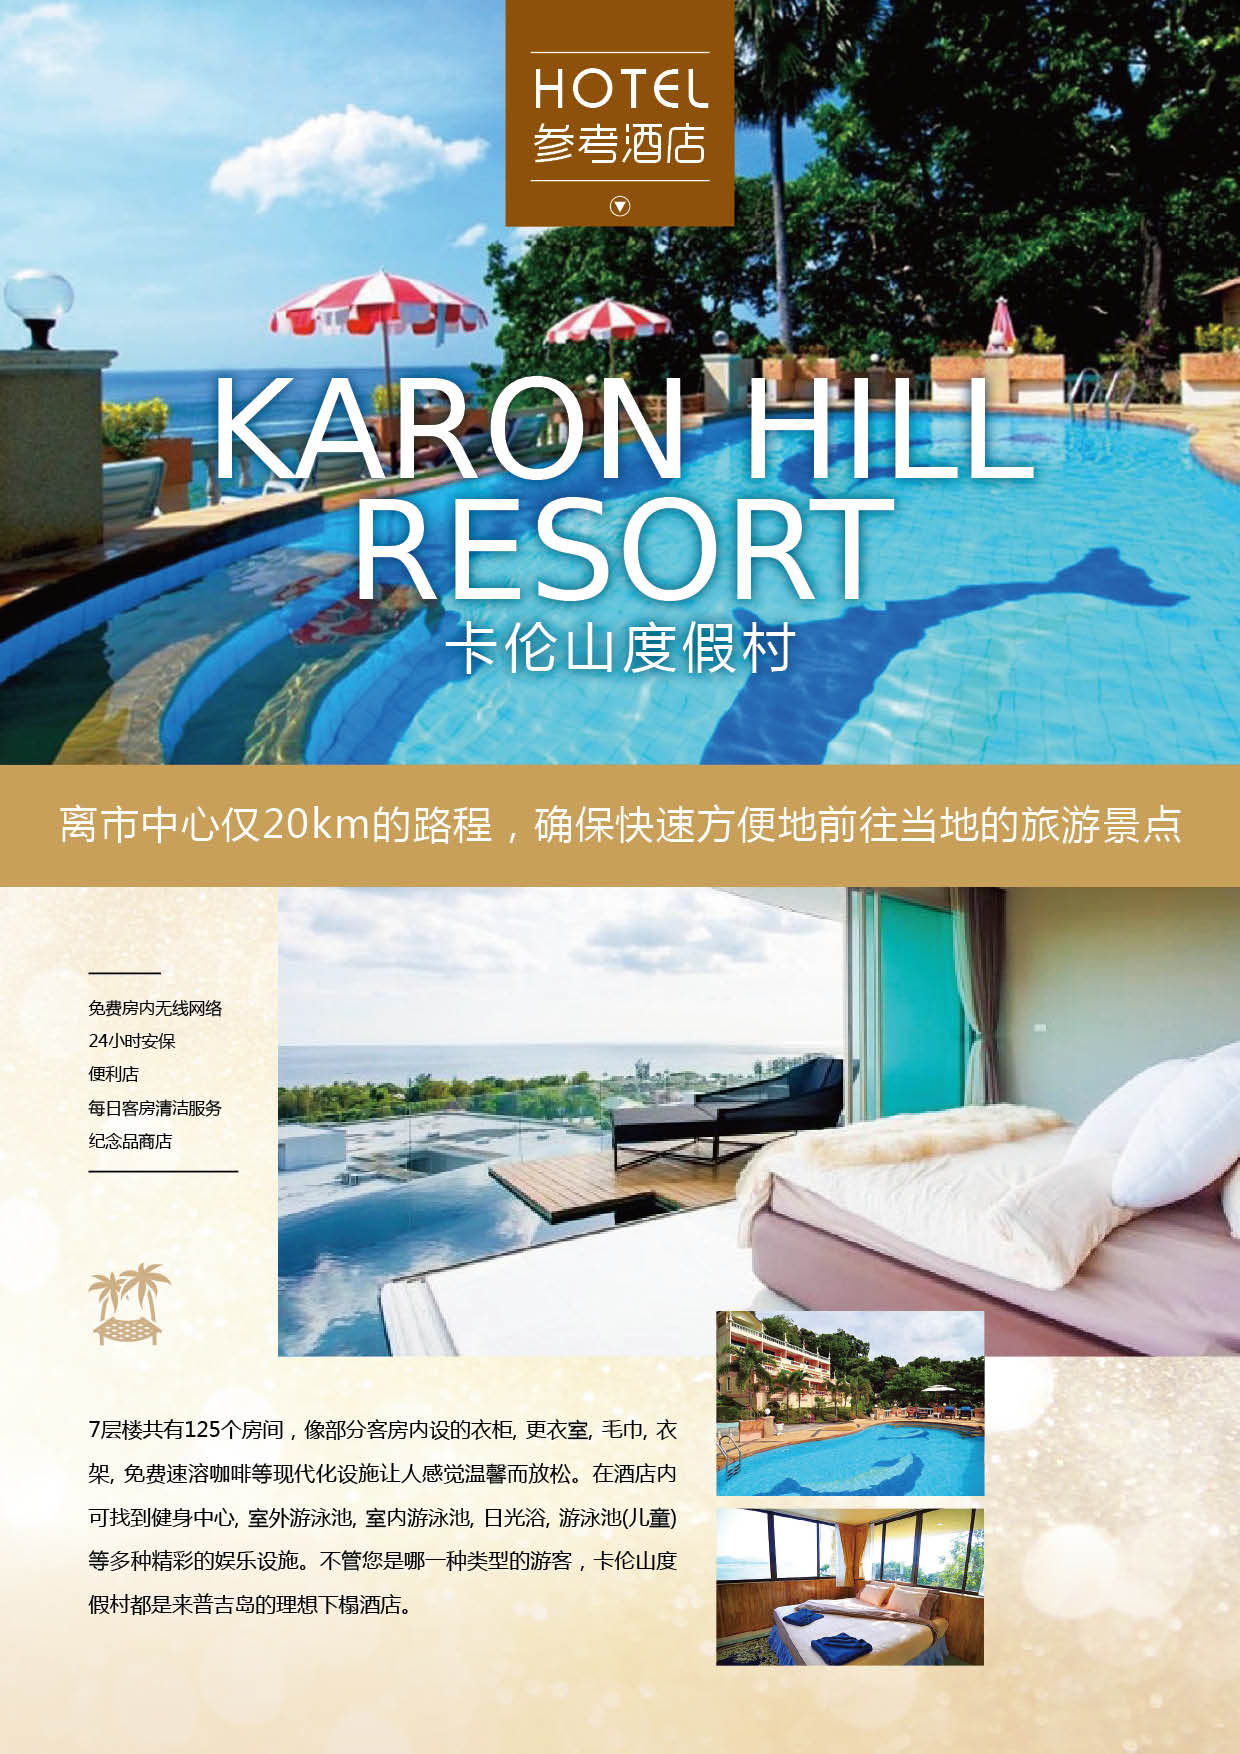 HOTEL
参考酒店
KARON HILL
RESORT
卡伦山度假村
离市中心仅20km的路程，确保快速方便地前往当地的旅游景点
免费房内无线网络
24小时安保
便利店
每日客房清洁服务
纪念品商店
7层楼共有125个房间，像部分客房内设的衣柜, 更衣室, 毛巾, 衣
架, 免费速溶咖啡等现代化设施让人感觉温馨而放松。在酒店内
可找到健身中心, 室外游泳池, 室内游泳池, 日光浴, 游泳池(儿童)
等多种精彩的娱乐设施。不管您是哪一种类型的游客，卡伦山度
假村都是来普吉岛的理想下榻酒店。